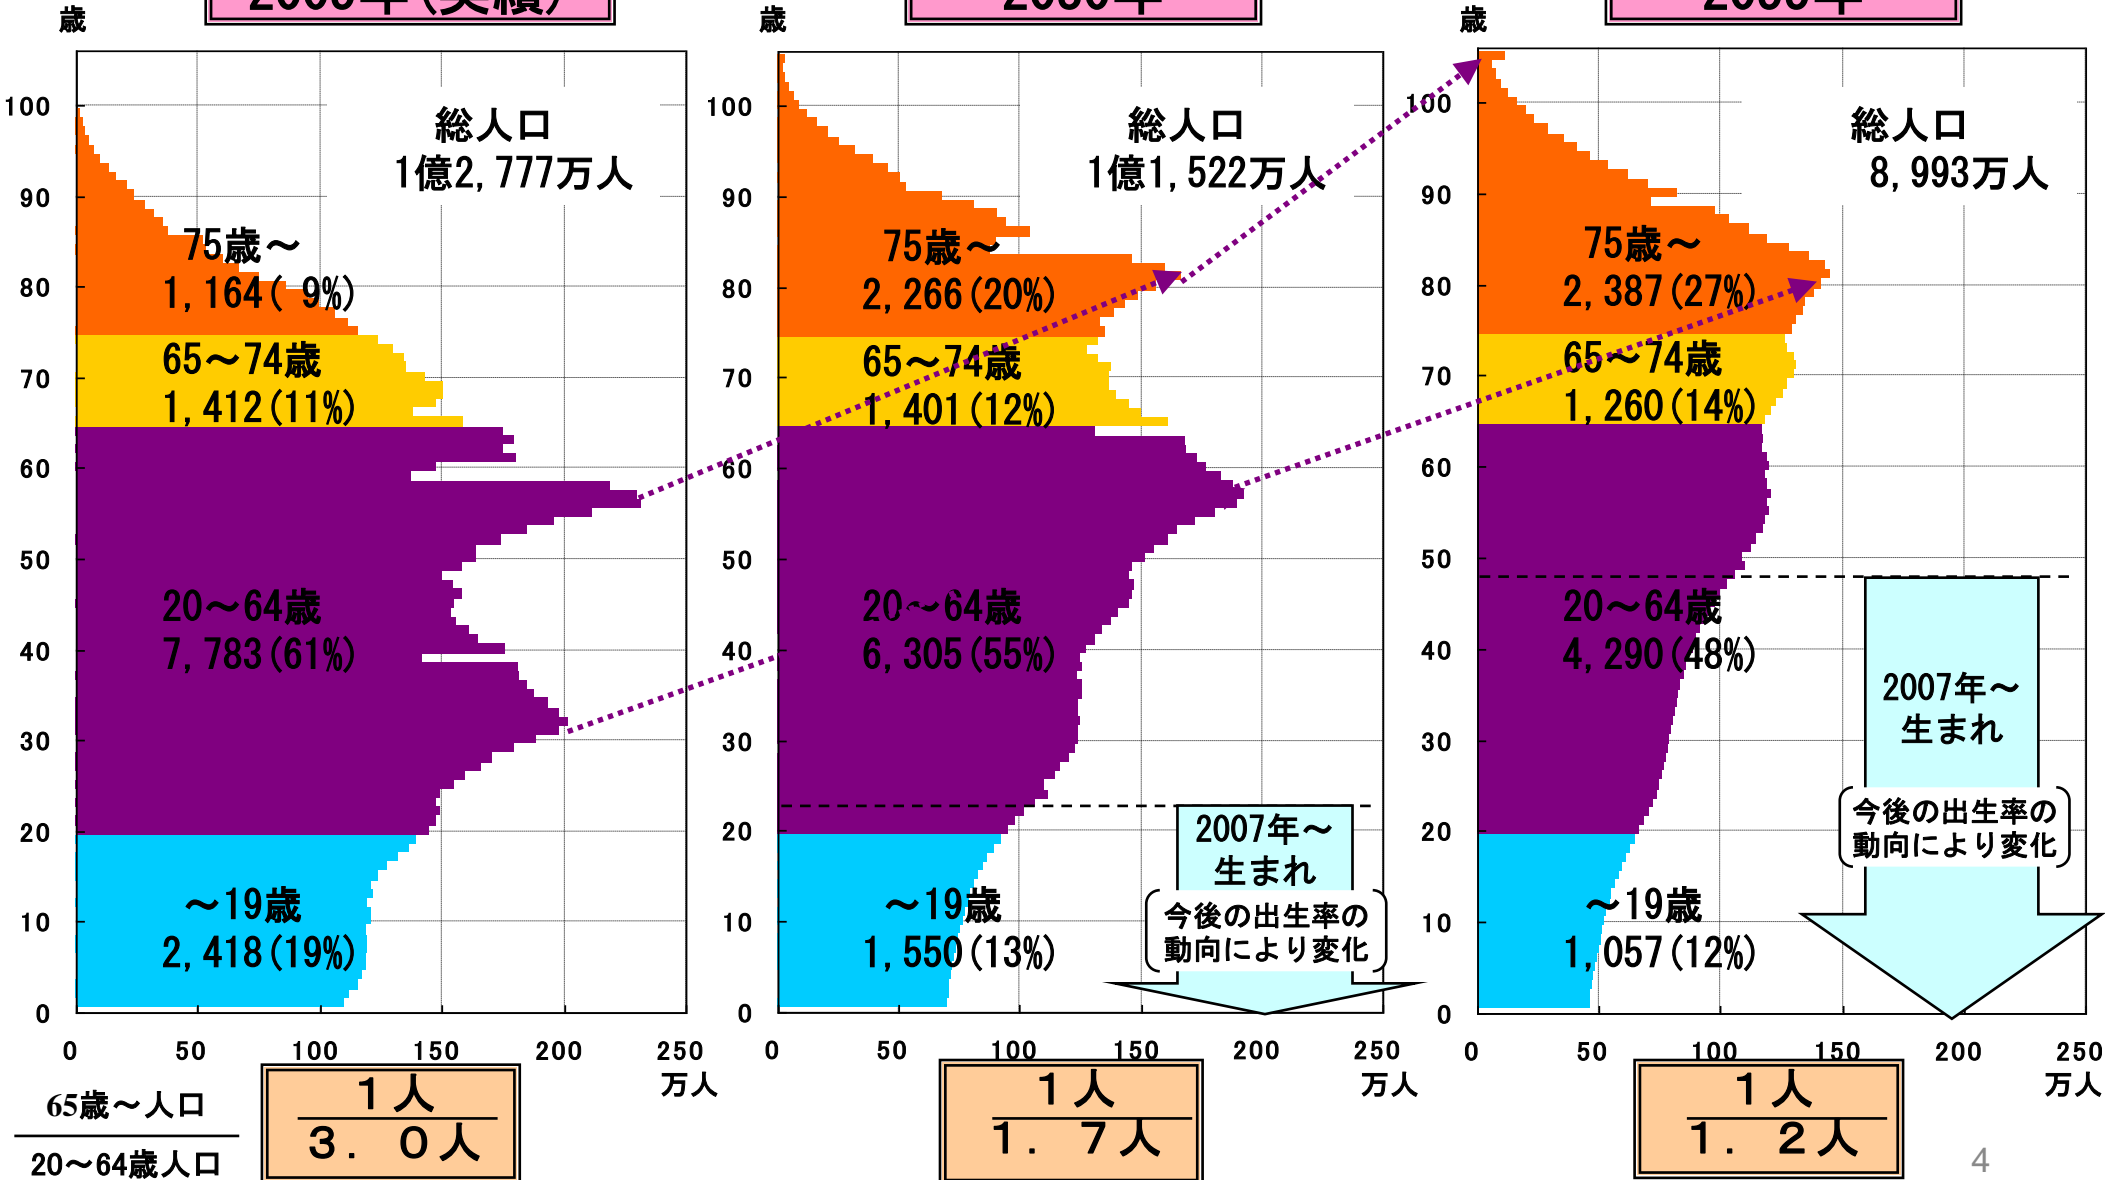 歳
100
90
80
70
60
50
40
30
20
10
0
総人口
1億2,777万人
75歳～
1,164( 9%)
65～74歳
1,412(11%)
20～64歳
7,783(61%)
～19歳
2,418(19%)
0 50 100 150 200 250
万人
歳
100
90
80
70
60
50
40
30
20
10
0
総人口
1億1,522万人
75歳～
2,266(20%)
65～74歳
1,401(12%)
20～64歳
6,305(55%)
～19歳
1,550(13%)
2007年～
生まれ
今後の出生率の
動向により変化
0 50 100 150 200 250
歳
100
90
80
70
60
50
40
30
20
10
0
総人口
8,993万人
75歳～
2,387(27%)
65～74歳
1,260(14%)
20～64歳
4,290(48%)
～19歳
1,057(12%)
2007年～
生まれ
今後の出生率の
動向により変化
0 50 100 150 200 250
万人
65歳～人口
20～64歳人口
１人
３．０人
１人
１．７人
１人
１．２人
4